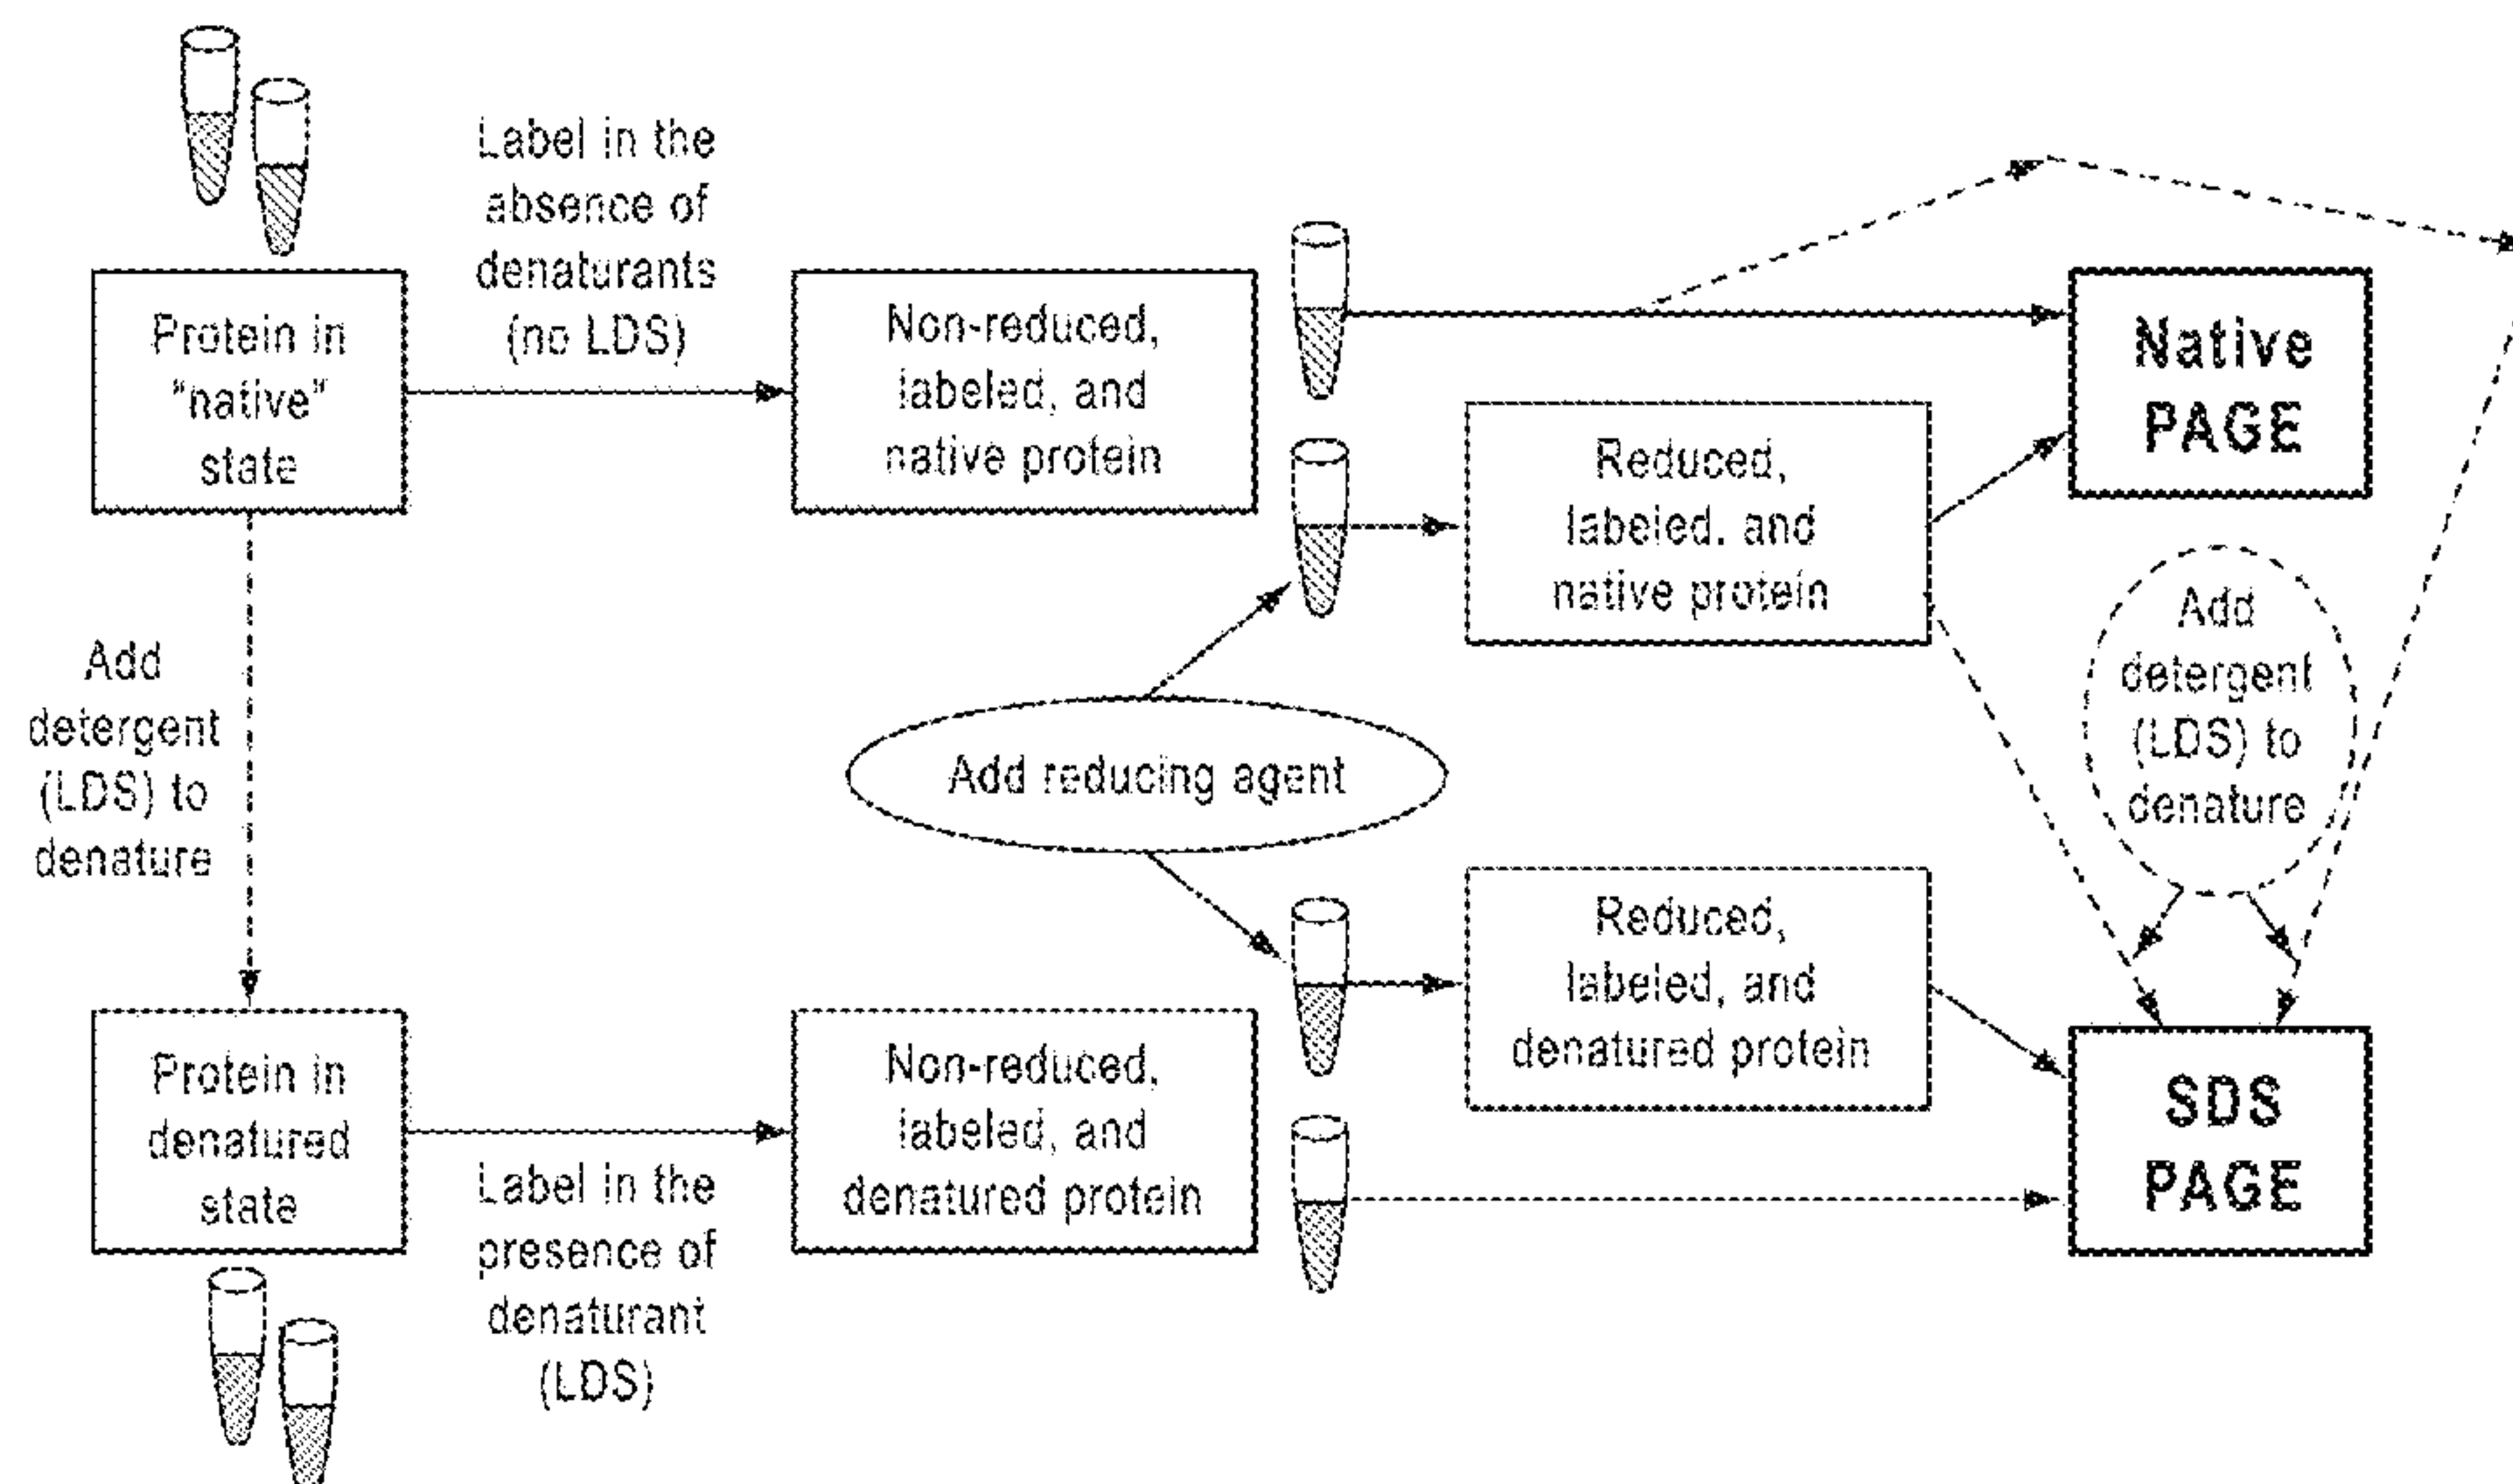 Label in the
absence of
denaturants
(no LDS)
Protein in
"native"
state
Non-reduced,
labeled, and
native protein
Native
PAGE
Reduced,
labeled. and
native protein
Add
detergent
(LDS) to
denature
Add
detergent
(LDS) to
denature
Add reducing agent
Reduced,
labeled, and
denatured protein
Protein in
denatured
state
Non-reduced,
labeled, and
denatured protein
SDS
PAGE
Label in the
presence of
denaturant
(LDS)